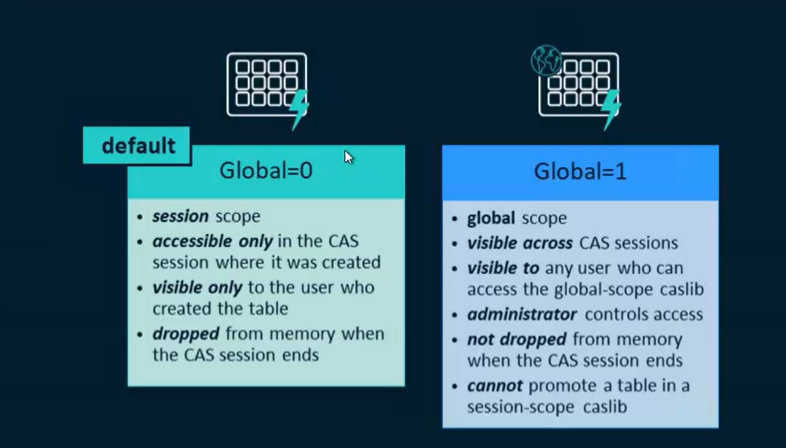 default
Global=0
• session scope
• accessible only in the CAS
session where it was created
• visible only to the user who
created the table
• dropped from memory when
the CAS session ends
Global=1
• global scope
• visible across CAS sessions
• visible to any user who can
access the global-scope caslib
• administrator controls access
• not dropped from memory
when the CAS session ends
• cannot promote a table in a
session-scope caslib